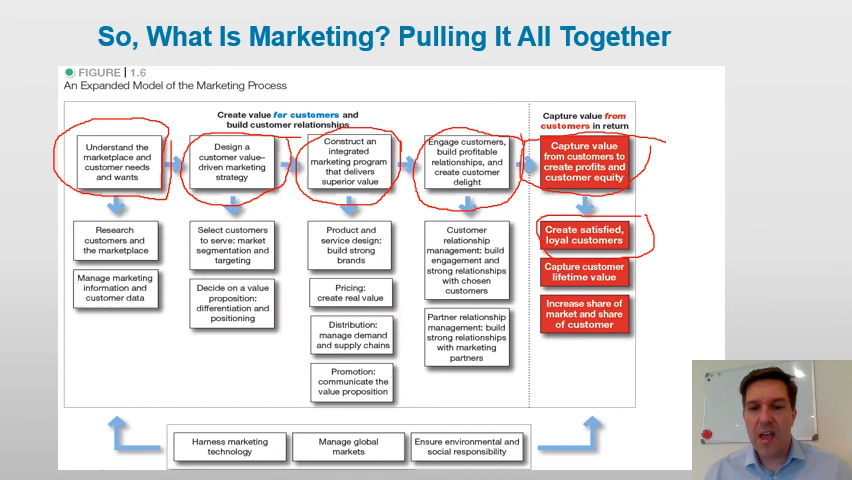 So, What Is Marketing? Pulling It All Together
FIGURE | 1.6
An Expanded Model of the Marketing Process
Create value for customers and
build customer relationships
Capture value from
customers in return
Understand the
marketplace and
customer needs
and wants
Design a
customer value–
driven marketing
strategy
Construct an
integrated
marketing program
that delivers
superior value
Engage customers,
build profitable
relationships, and
create customer
delight
Capture value
from customers to
create profits and
customer equity
Research
customers and
the marketplace
Manage marketing
information and
customer data
Select customers
to serve: market
segmentation and
targeting
Decide on a value
proposition:
differentiation and
positioning
Product and
service design:
build strong
brands
Pricing:
create real value
Distribution:
manage demand
and supply chains
Promotion:
communicate the
value proposition
Customer
relationship
management: build
engagement and
strong relationships
with chosen
customers
Partner relationship
management: build
strong relationships
with marketing
partners
Create satisfied,
loyal customers
Capture customer
lifetime value
Increase share of
market and share
of customer
Harness marketing
technology
Manage global
markets
Ensure environmental and
social responsibility